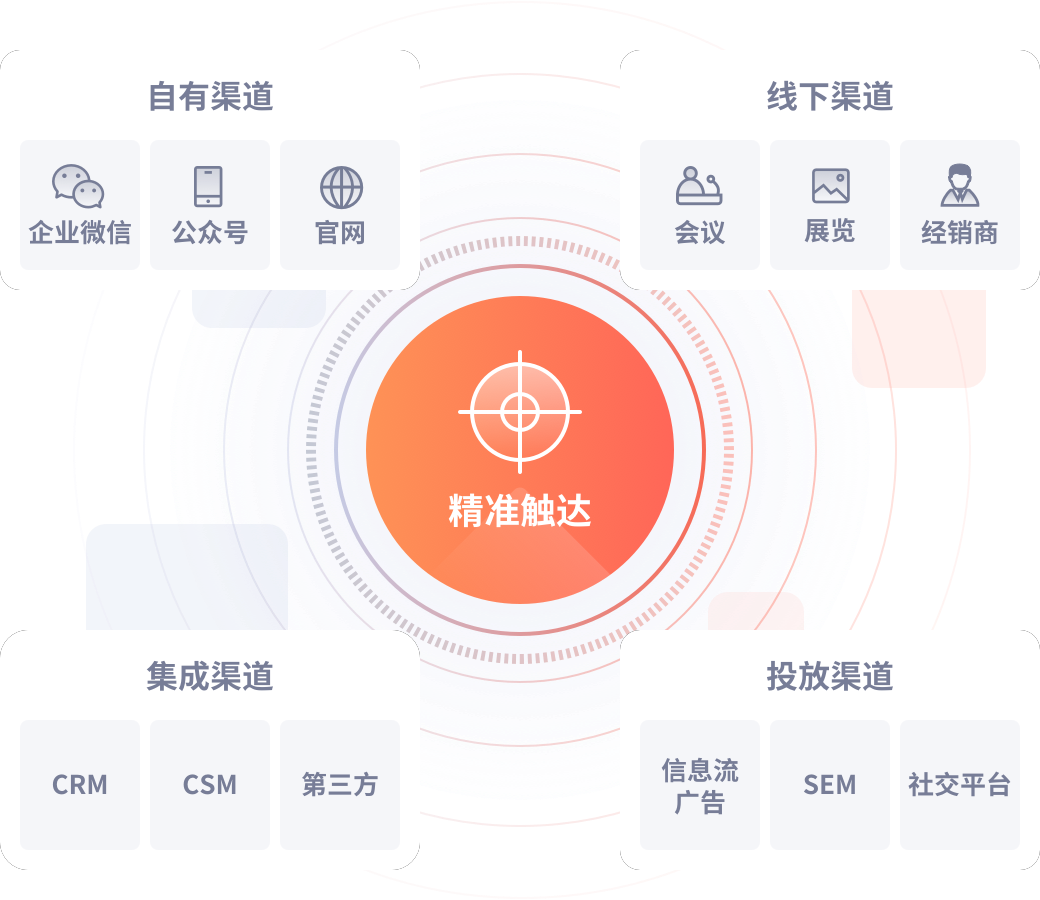 自有渠道
企业微信
公众号
官网
线下渠道
会议
展览
经销商
精准触达
集成渠道
CRM
CSM
第三方
投放渠道
信息流
广告
SEM
社交平台